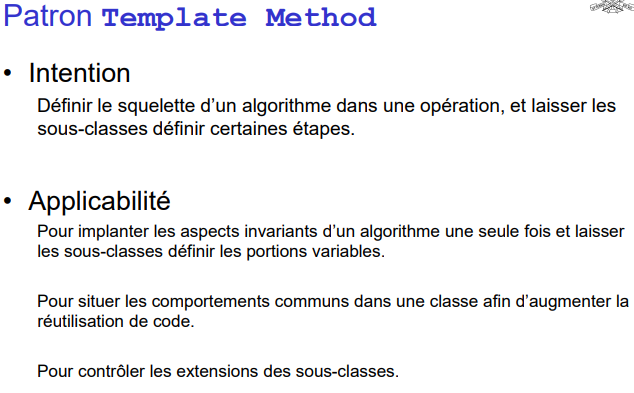 Patron Template Method
• Intention
Définir le squelette d'un algorithme dans une opération, et laisser les
sous-classes définir certaines étapes.
• Applicabilité
Pour implanter les aspects invariants d'un algorithme une seule fois et laisser
les sous-classes définir les portions variables.
Pour situer les comportements communs dans une classe afin d'augmenter la
réutilisation de code.
Pour contrôler les extensions des sous-classes.